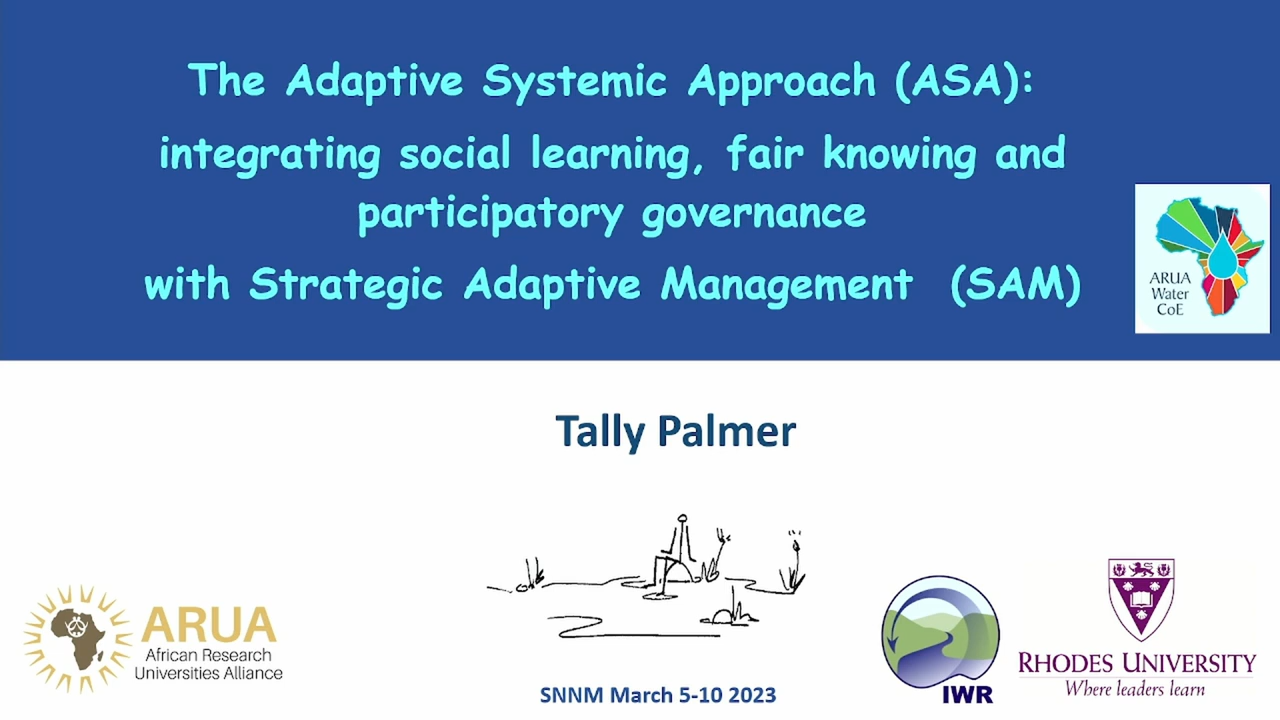 The Adaptive Systemic Approach (ASA):
integrating social learning, fair knowing and
participatory governance
with Strategic Adaptive Management (SAM)
ARUA
Water
CoE
Tally Palmer
ARUA
African Research
Universities Alliance
SNNM March 5-10 2023
IWR
RHODES UNIVERSITY
Where leaders learn